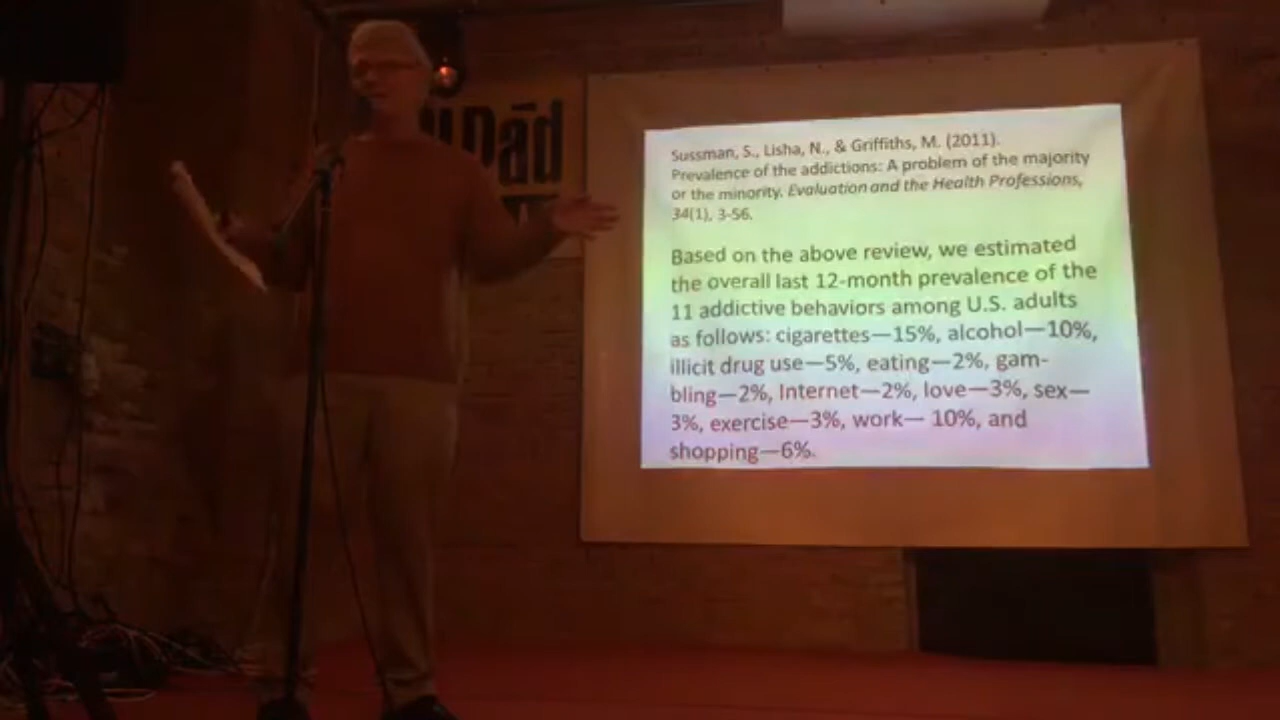 Dad
Sussman, S., Lisha, N., & Griffiths, M. (2011).
Prevalence of the addictions: A problem of the majority
or the minority. Evaluation and the Health Professions,
34(1), 3-56.
Based on the above review, we estimated
the overall last 12-month prevalence of the
11 addictive behaviors among U.S. adults
as follows: cigarettes—15%, alcohol—10%,
illicit drug use—5%, eating—2%, gam-
bling—2%, Internet—2%, love—3%, sex—
3%, exercise—3%, work— 10%, and
shopping—6%.